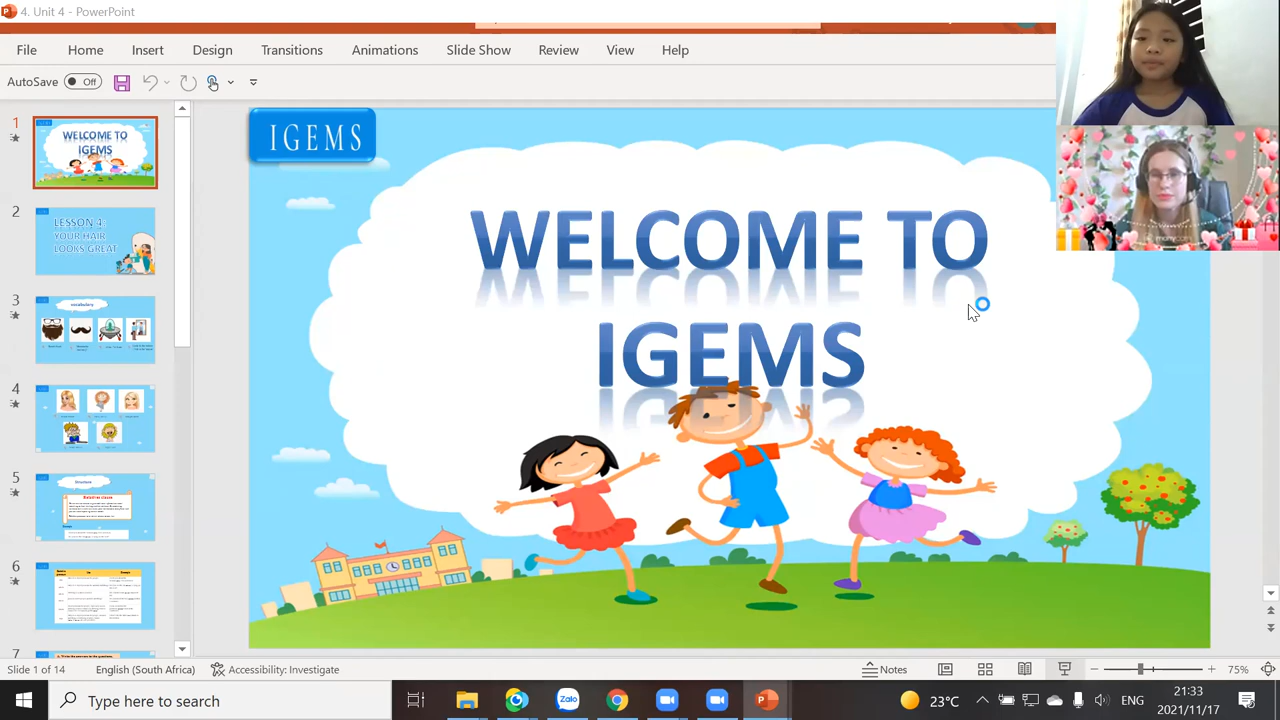 4. Unit 4 - PowerPoint
File Home Insert Design Transitions Animations Slide Show Review View Help
AutoSave Off
1
WELCOME TO
IGEMS
2
LESSON 4:
YOUR HAIR
LOOKS GREAT
3
vocabulary
4
5
Structure
6
7
IGEMS
WELCOME TO
IGEMS
Slide 1 of 14 English (South Africa) Accessibility: Investigate Notes 75%
Type here to search
Zalo
23°C ENG
21:33
2021/11/17